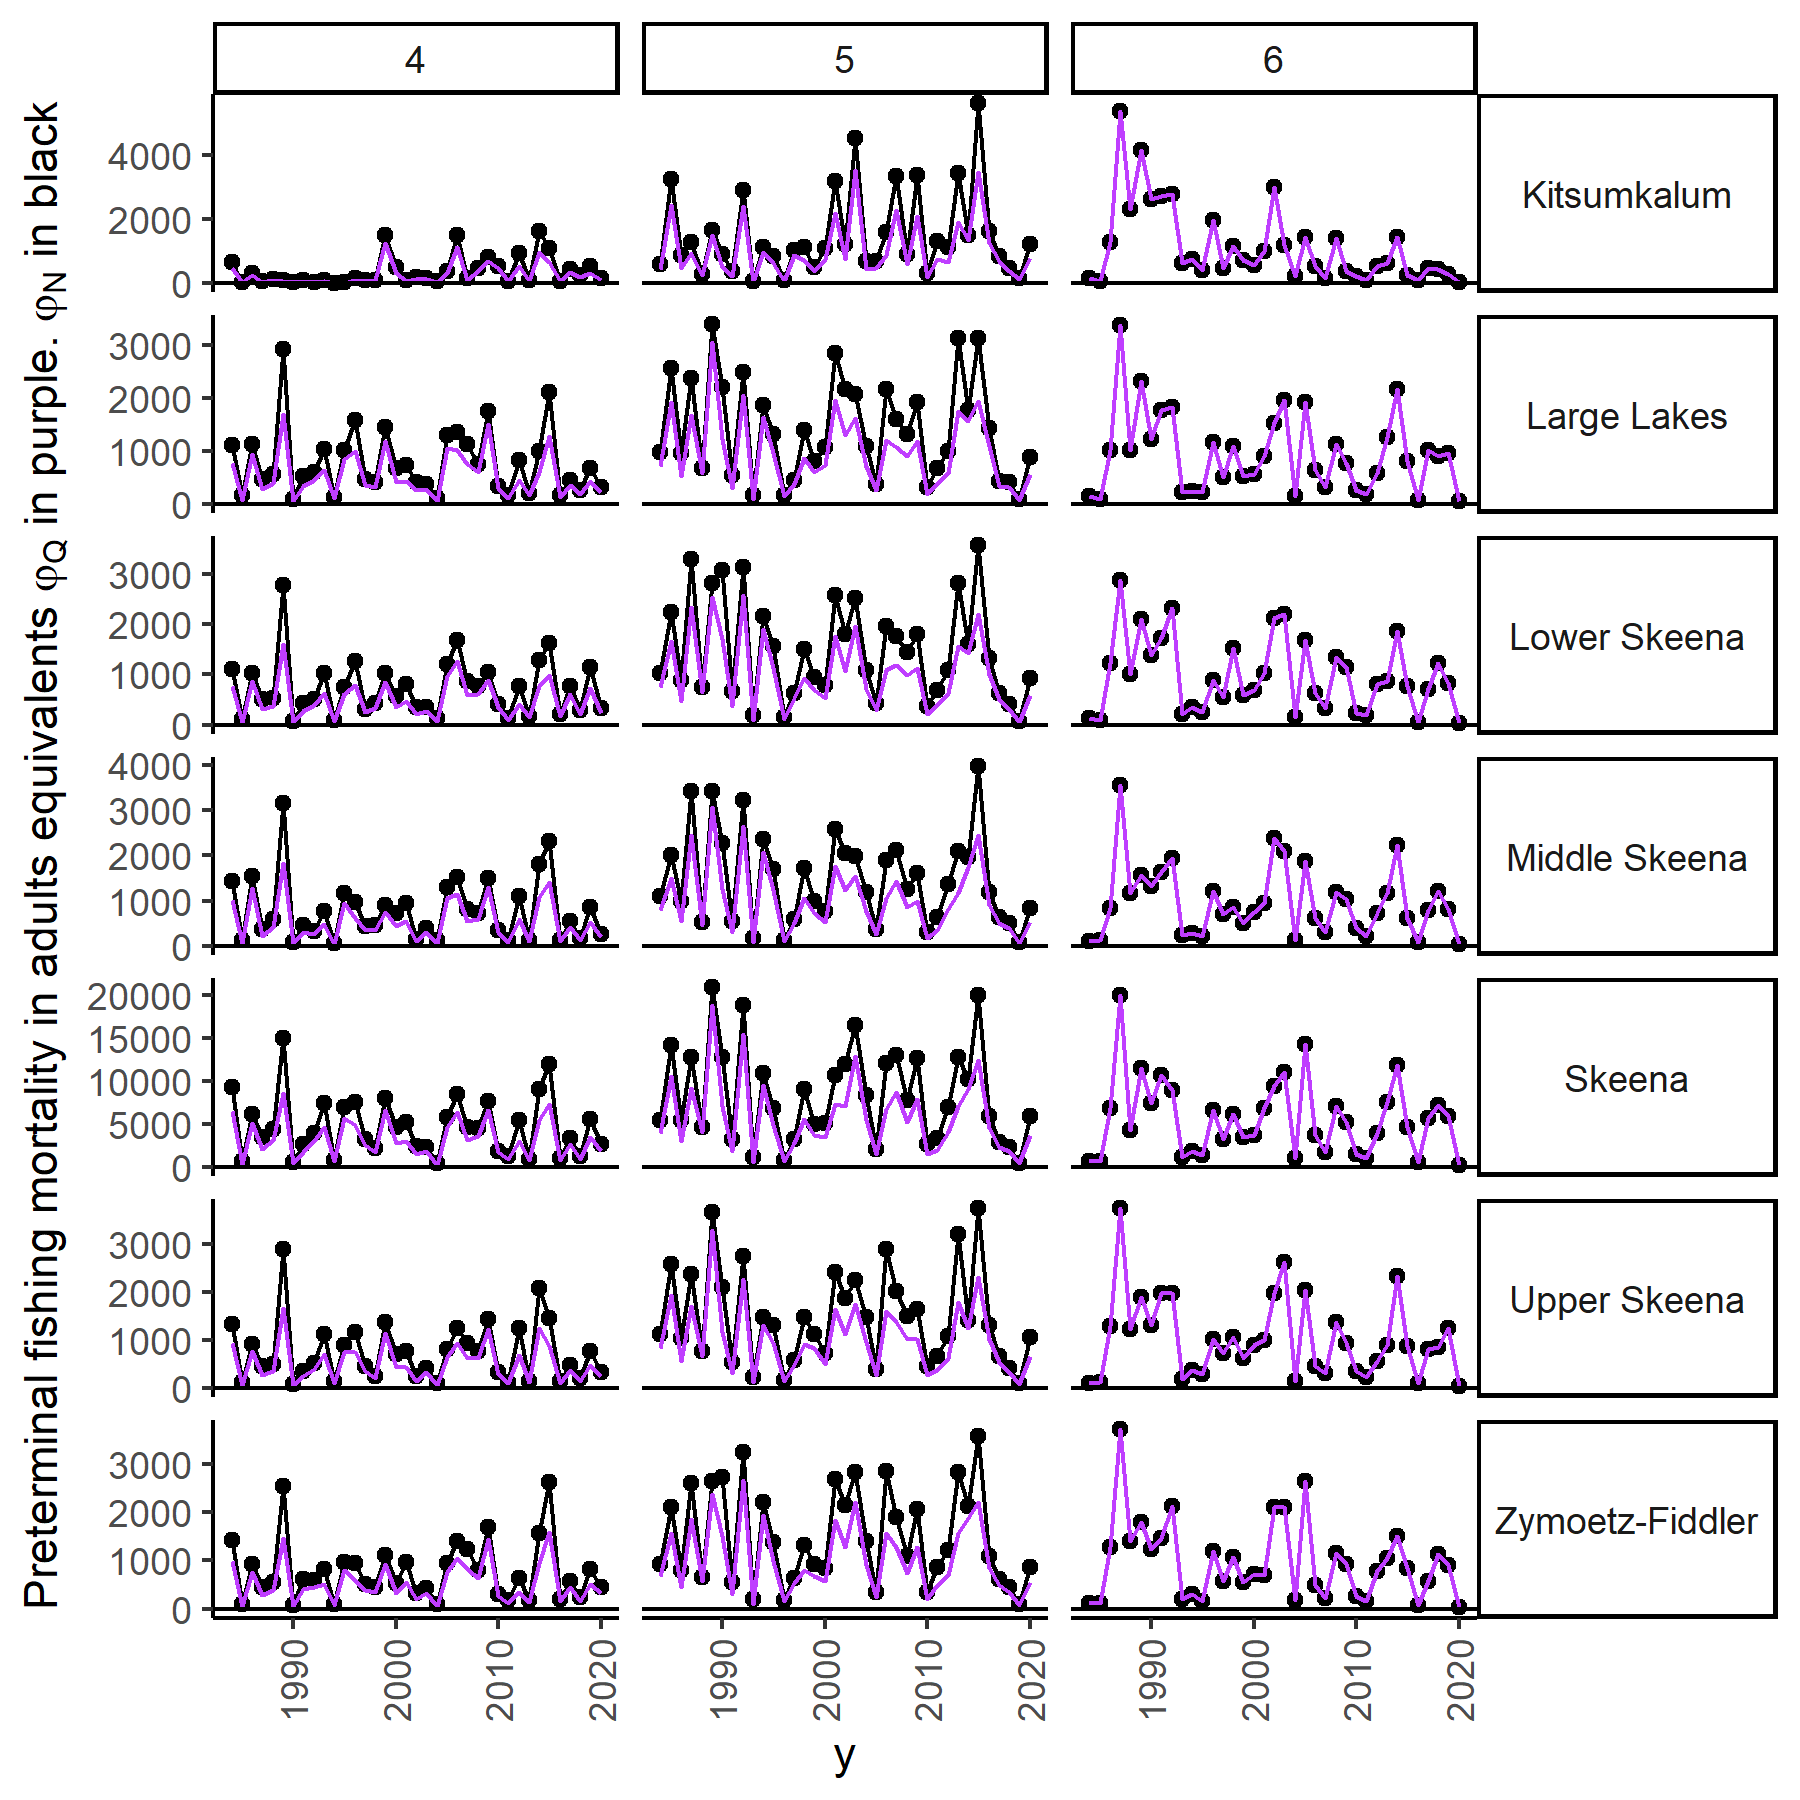 4 5 6
Preterminal fishing mortality in adults equivalents φQ in purple. φN in black
4000
2000
0
Kitsumkalum
3000
2000
1000
0
Large Lakes
3000
2000
1000
0
Lower Skeena
4000
3000
2000
1000
0
Middle Skeena
20000
15000
10000
5000
0
Skeena
3000
2000
1000
0
Upper Skeena
3000
2000
1000
0
Zymoetz-Fiddler
1990 2000 2010 2020 1990 2000 2010 2020 1990 2000 2010 2020
y